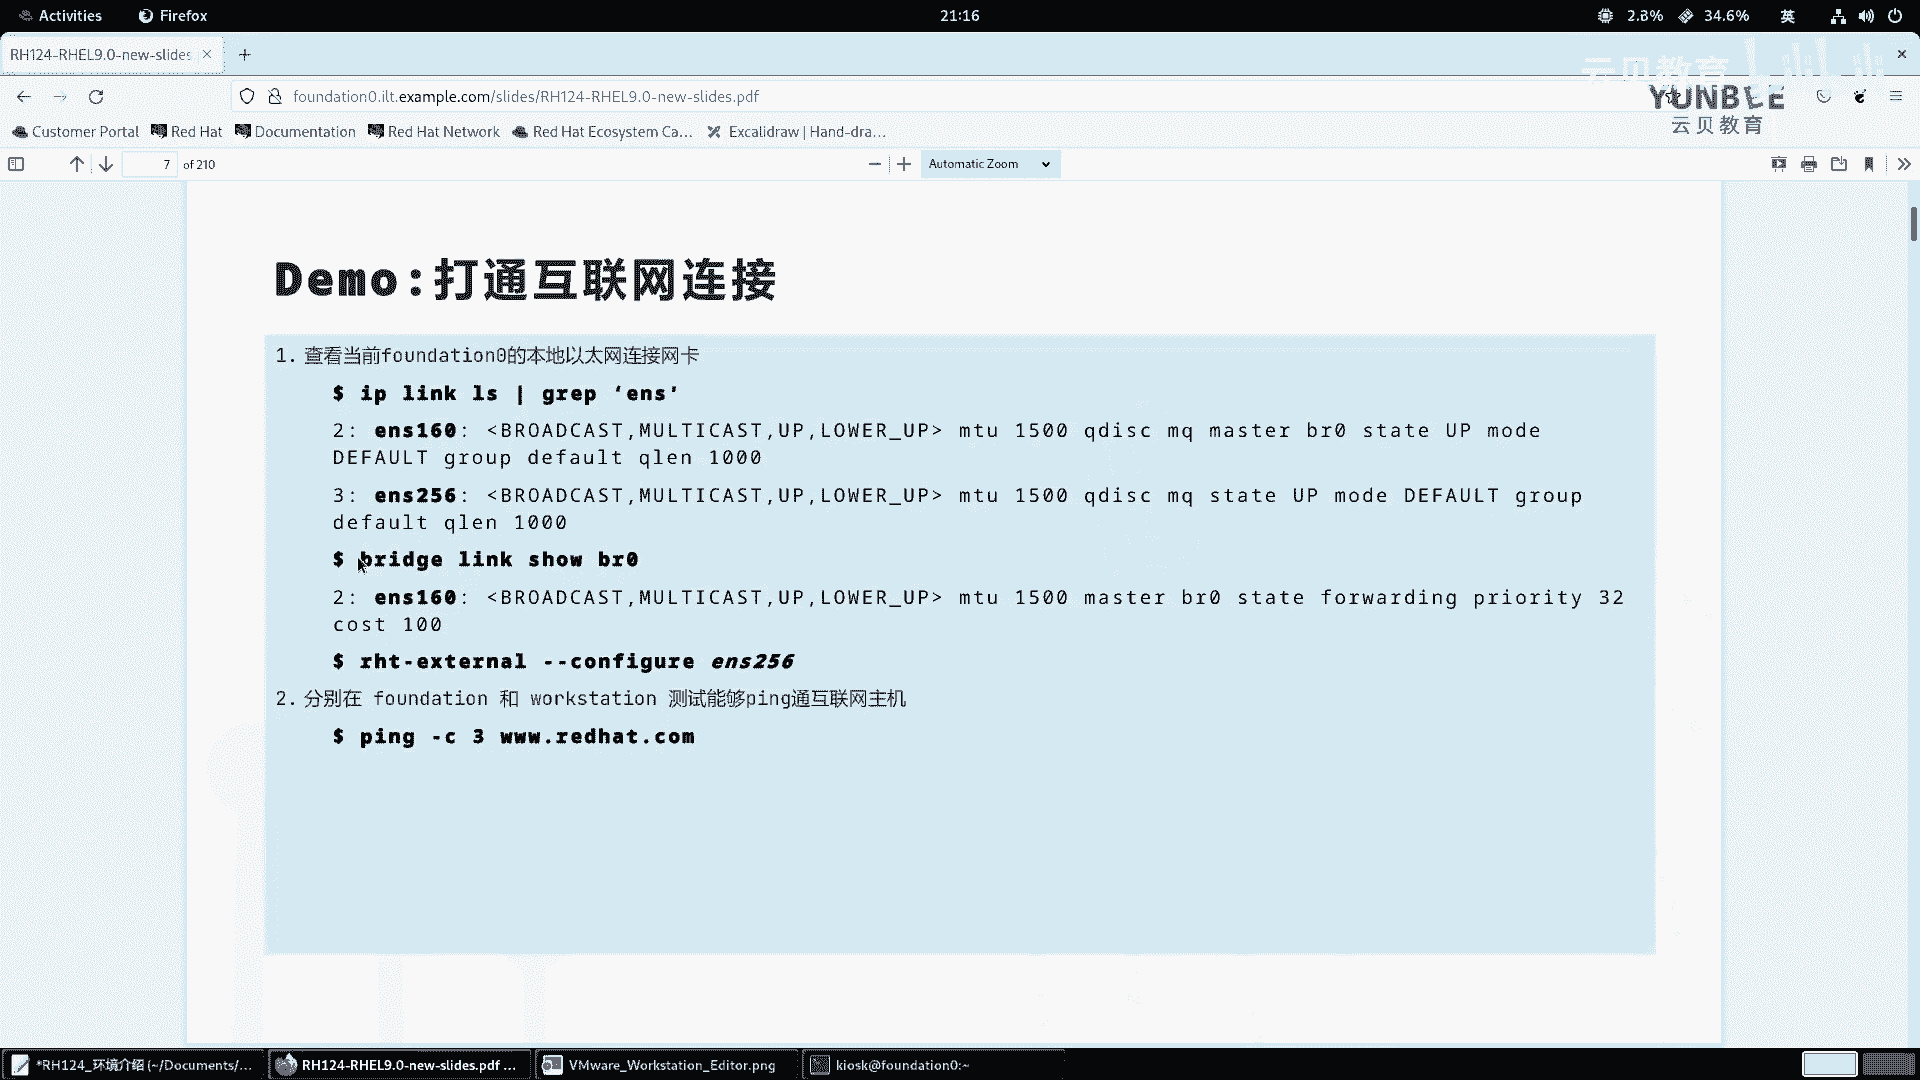 Activities Firefox 21:16 2.8% 34.6% 英
RH124-RHEL9.0-new-slides
云贝教育
foundation0.ilt.example.com/slides/RH124-RHEL9.0-new-slides.pdf
YUNBEE
云贝教育
Customer Portal Red Hat Documentation Red Hat Network Red Hat Ecosystem Ca... Excalidraw | Hand-dra...
7 of 210 Automatic Zoom
Demo:打通互联网连接
1. 查看当前foundation0的本地以太网连接网卡
$ ip link ls | grep ‘ens’
2: ens160: <BROADCAST,MULTICAST,UP,LOWER_UP> mtu 1500 qdisc mq master br0 state UP mode
DEFAULT group default qlen 1000
3: ens256: <BROADCAST,MULTICAST,UP,LOWER_UP> mtu 1500 qdisc mq state UP mode DEFAULT group
default qlen 1000
$ bridge link show br0
2: ens160: <BROADCAST,MULTICAST,UP,LOWER_UP> mtu 1500 master br0 state forwarding priority 32
cost 100
$ rht-external --configure ens256
2. 分别在 foundation 和 workstation 测试能够ping通互联网主机
$ ping -c 3 www.redhat.com
*RH124_环境介绍 (~/Documents/... RH124-RHEL9.0-new-slides.pdf ... VMware_Workstation_Editor.png kiosk@foundation0:~